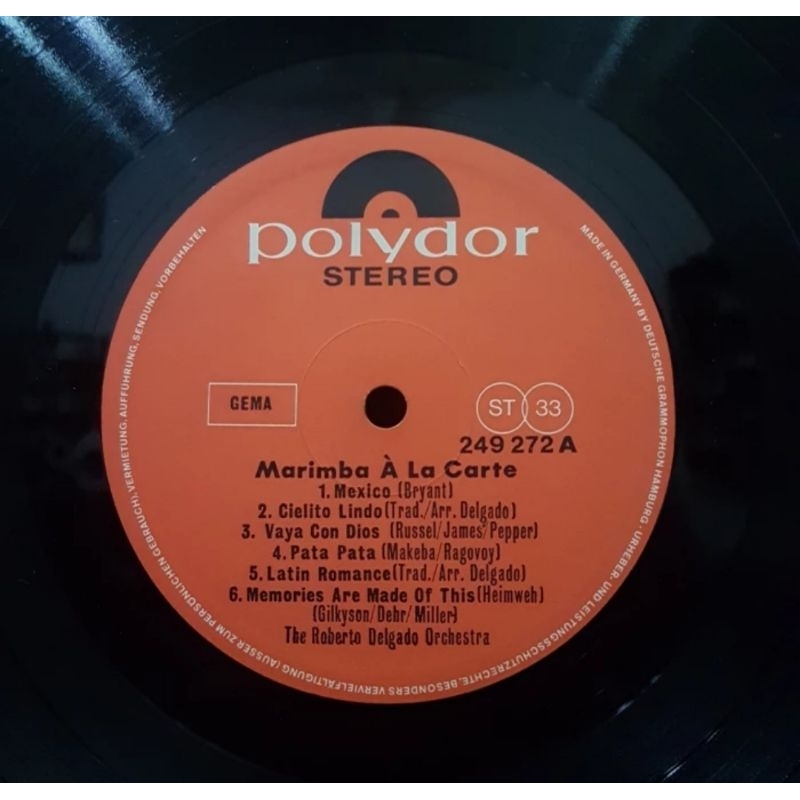 polydor
STEREO
GEMA
ST 33
249 272 A
Marimba À La Carte
1. Mexico (Bryant)
2. Cielito Lindo (Trad./Arr. Delgado)
3. Vaya Con Dios (Russel/James/Pepper)
4. Pata Pata (Makeba/Ragovoy)
5. Latin Romance (Trad./Arr. Delgado)
6. Memories Are Made Of This (Heimweh)
(Gilkyson/Dehr/Miller)
The Roberto Delgado Orchestra
MADE IN GERMANY BY DEUTSCHE GRAMMOPHON HAMBURG · URHEBER- UND LEISTUNGSSCHUTZRECHTE, BESONDERS VERVIELFÄLTIGUNG (AUSSER ZUM PERSÖNLICHEN GEBRAUCH), VERMIETUNG, AUFFÜHRUNG, SENDUNG, VORBEHALTEN